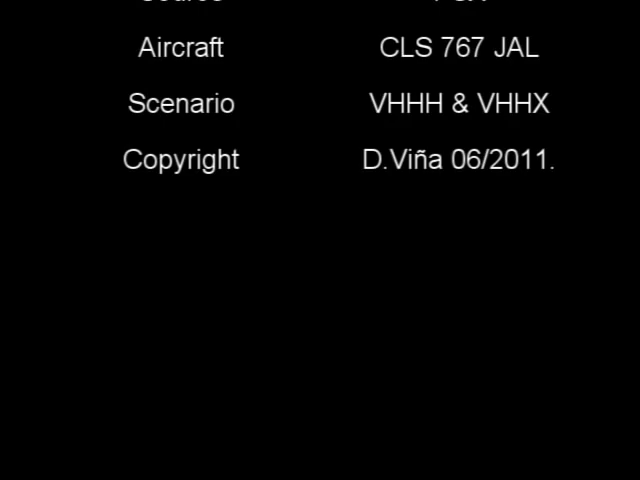 Aircraft CLS 767 JAL
Scenario VHHH & VHHX
Copyright D.Viña 06/2011.